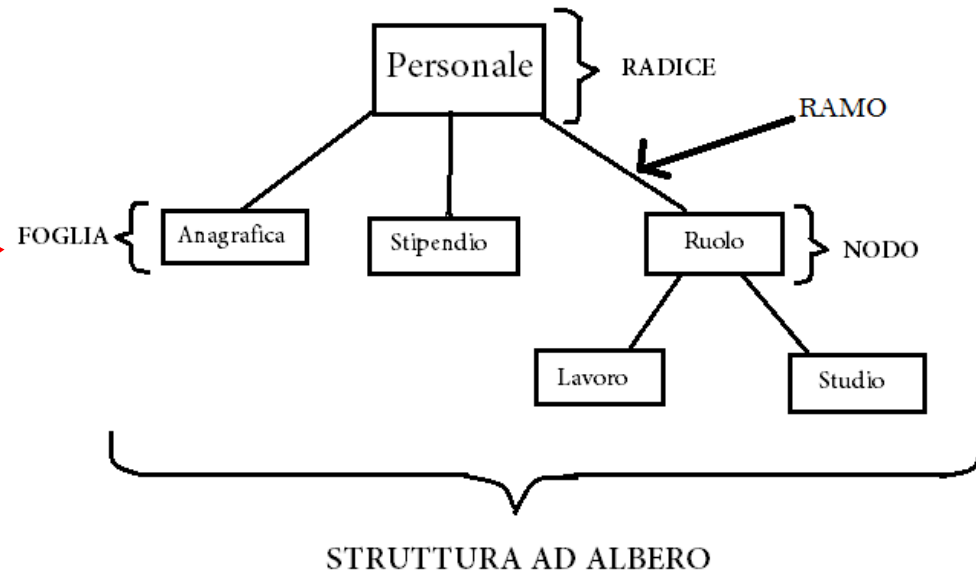 Personale
RADICE
RAMO
FOGLIA
Anagrafica
Stipendio
Ruolo
NODO
Lavoro
Studio
STRUTTURA AD ALBERO